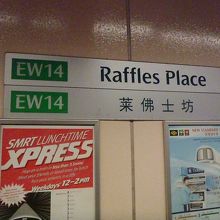 EW14 Raffles Place
EW14 莱佛士坊
SMRT LUNCHTIME
XPRESS
Weekdays 12-2pm